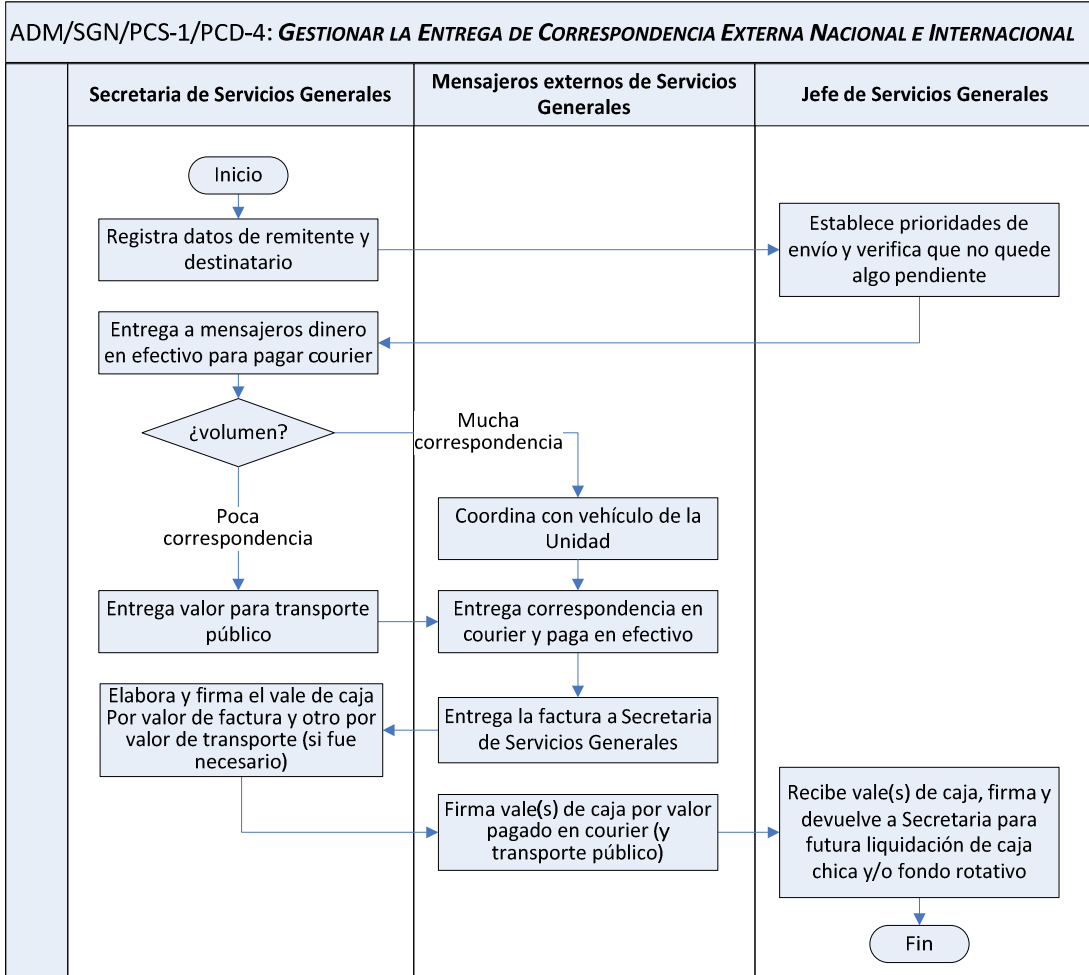 ADM/SGN/PCS-1/PCD-4: GESTIONAR LA ENTREGA DE CORRESPONDENCIA EXTERNA NACIONAL E INTERNACIONAL
Secretaria de Servicios Generales
Mensajeros externos de Servicios
Generales
Jefe de Servicios Generales
Inicio
Registra datos de remitente y
destinatario
Establece prioridades de
envío y verifica que no quede
algo pendiente
Entrega a mensajeros dinero
en efectivo para pagar courier
¿volumen?
Mucha
correspondencia
Poca
correspondencia
Coordina con vehículo de la
Unidad
Entrega valor para transporte
público
Entrega correspondencia en
courier y paga en efectivo
Entrega la factura a Secretaria
de Servicios Generales
Elabora y firma el vale de caja
Por valor de factura y otro por
valor de transporte (si fue
necesario)
Firma vale(s) de caja por valor
pagado en courier (y
transporte público)
Recibe vale(s) de caja, firma y
devuelve a Secretaria para
futura liquidación de caja
chica y/o fondo rotativo
Fin